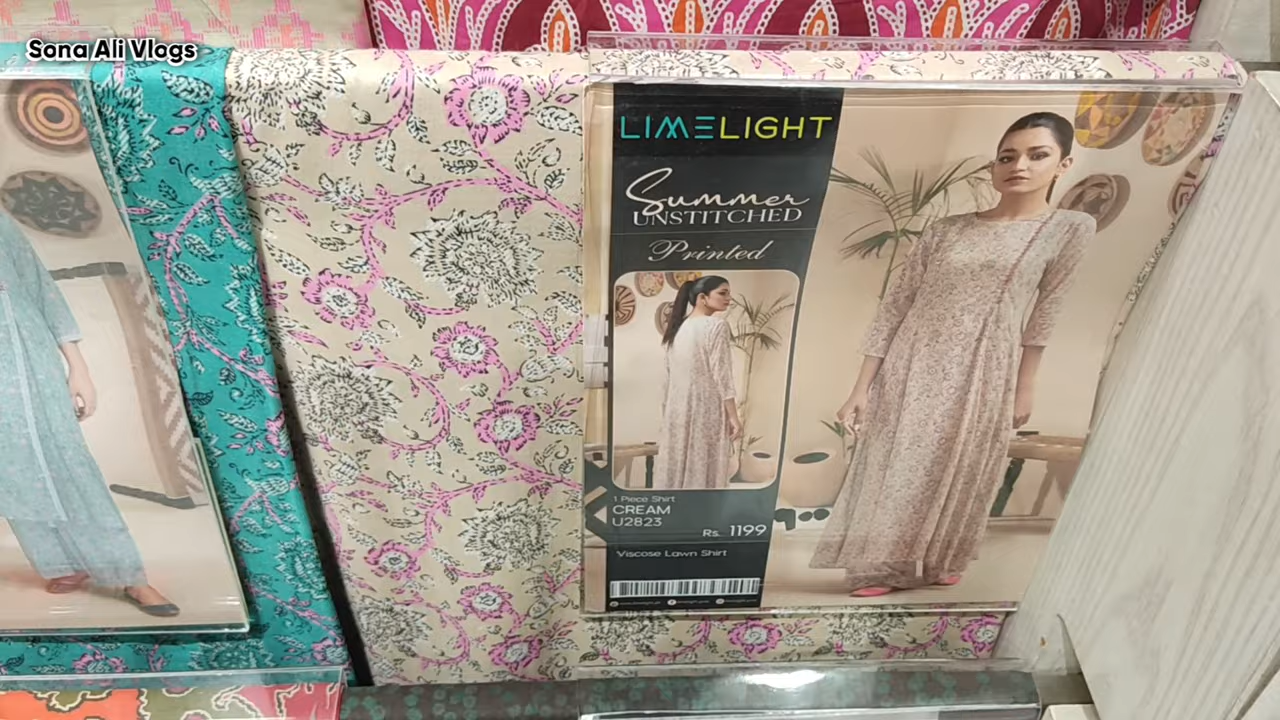 Sona Ali Vlogs
LIMELIGHT
Summer
UNSTITCHED
Printed
1 Piece Shirt
CREAM
U2823
Rs. 1199
Viscose Lawn Shirt